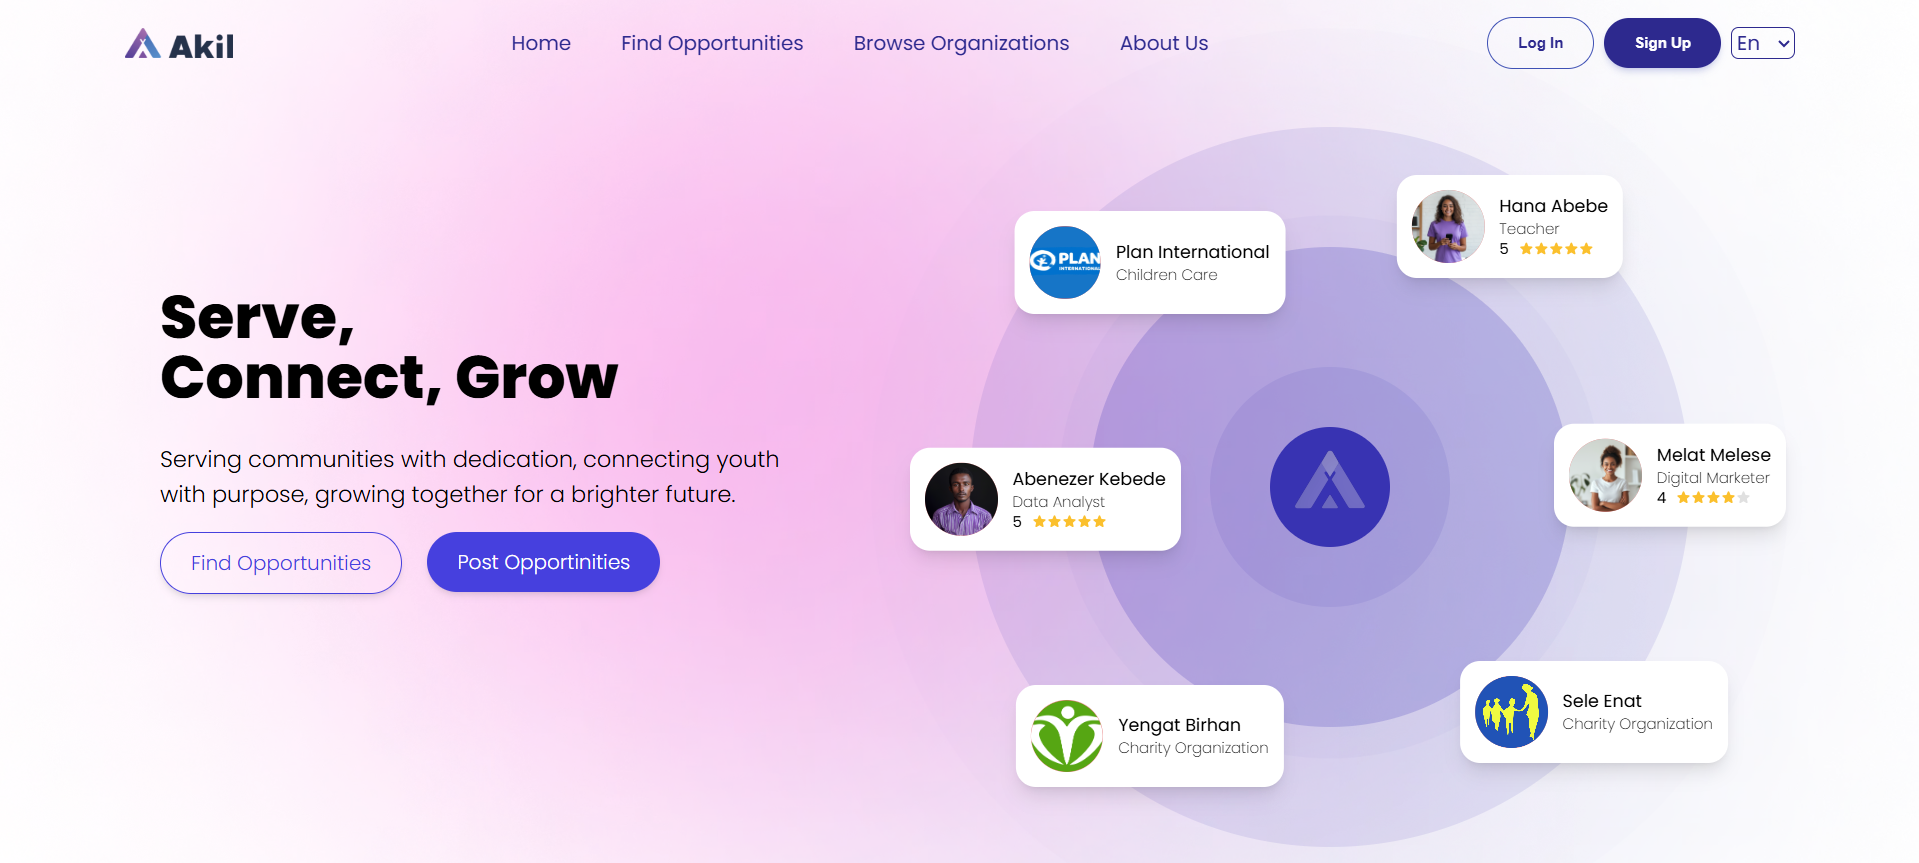 Akil
Home
Find Opportunities
Browse Organizations
About Us
Log In
Sign Up
En
Serve,
Connect, Grow
Serving communities with dedication, connecting youth
with purpose, growing together for a brighter future.
Find Opportunities
Post Opportinities
Plan International
Children Care
PLAN
INTERNATIONAL
Hana Abebe
Teacher
5
Abenezer Kebede
Data Analyst
5
Melat Melese
Digital Marketer
4
Yengat Birhan
Charity Organization
Sele Enat
Charity Organization